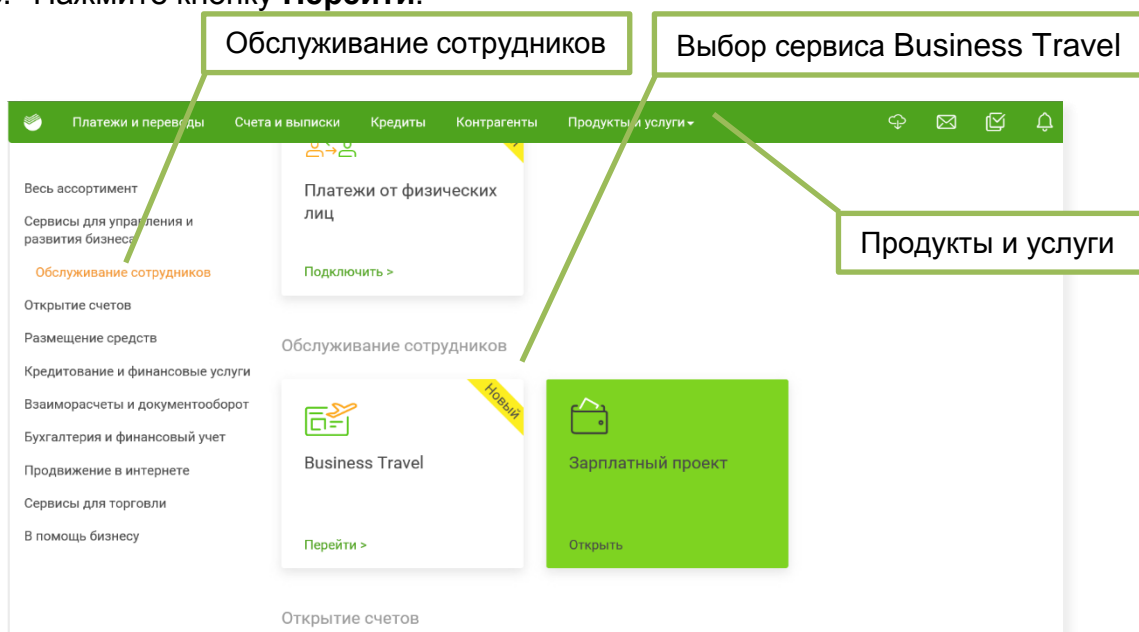 Нажмите кнопку Перейти.
Обслуживание сотрудников
Выбор сервиса Business Travel
Платежи и переводы
Счета и выписки
Кредиты
Контрагенты
Продукты и услуги
Весь ассортимент
Сервисы для управления и
развития бизнеса
Обслуживание сотрудников
Открытие счетов
Размещение средств
Кредитование и финансовые услуги
Взаиморасчеты и документооборот
Бухгалтерия и финансовый учет
Продвижение в интернете
Сервисы для торговли
В помощь бизнесу
Платежи от физических
лиц
Подключить >
Продукты и услуги
Обслуживание сотрудников
Новый
Business Travel
Перейти >
Зарплатный проект
Открыть
Открытие счетов